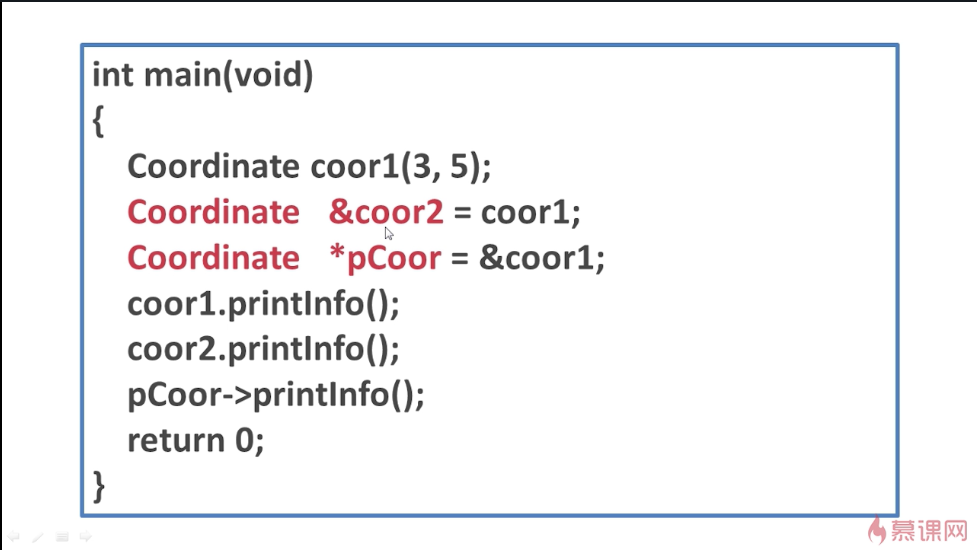 int main(void)
{
Coordinate coor1(3, 5);
Coordinate &coor2 = coor1;
Coordinate *pCoor = &coor1;
coor1.printInfo();
coor2.printInfo();
pCoor->printInfo();
return 0;
}
慕课网